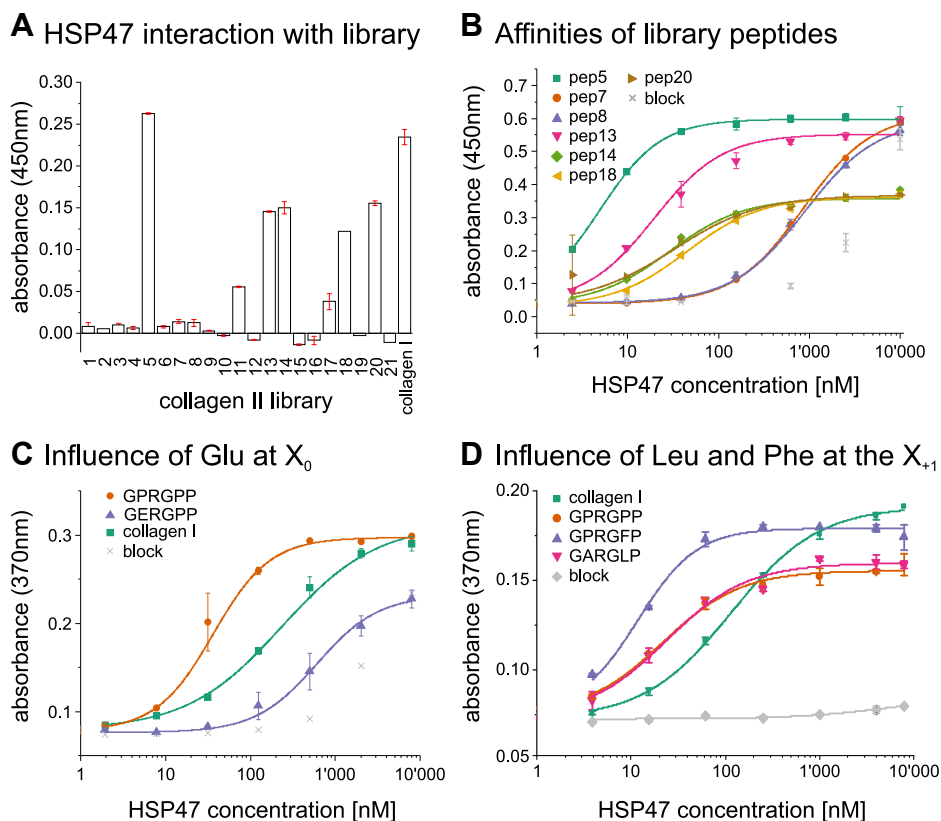 A HSP47 interaction with library
absorbance (450nm)
0.30
0.25
0.20
0.15
0.10
0.05
0.00
1
2
3
4
5
6
7
8
9
10
11
12
13
14
15
16
17
18
19
20
21
collagen I
collagen II library
B Affinities of library peptides
absorbance (450nm)
0.7
0.6
0.5
0.4
0.3
0.2
0.1
0.0
pep5
pep7
pep8
pep13
pep14
pep18
pep20
block
1
10
100
1'000
10'000
HSP47 concentration [nM]
C Influence of Glu at X0
absorbance (370nm)
0.3
0.2
0.1
GPRGPP
GERGPP
collagen I
block
1
10
100
1'000
10'000
HSP47 concentration [nM]
D Influence of Leu and Phe at the X+1
absorbance (370nm)
0.20
0.15
0.10
0.05
collagen I
GPRGPP
GPRGFP
GARGLP
block
1
10
100
1'000
10'000
HSP47 concentration [nM]